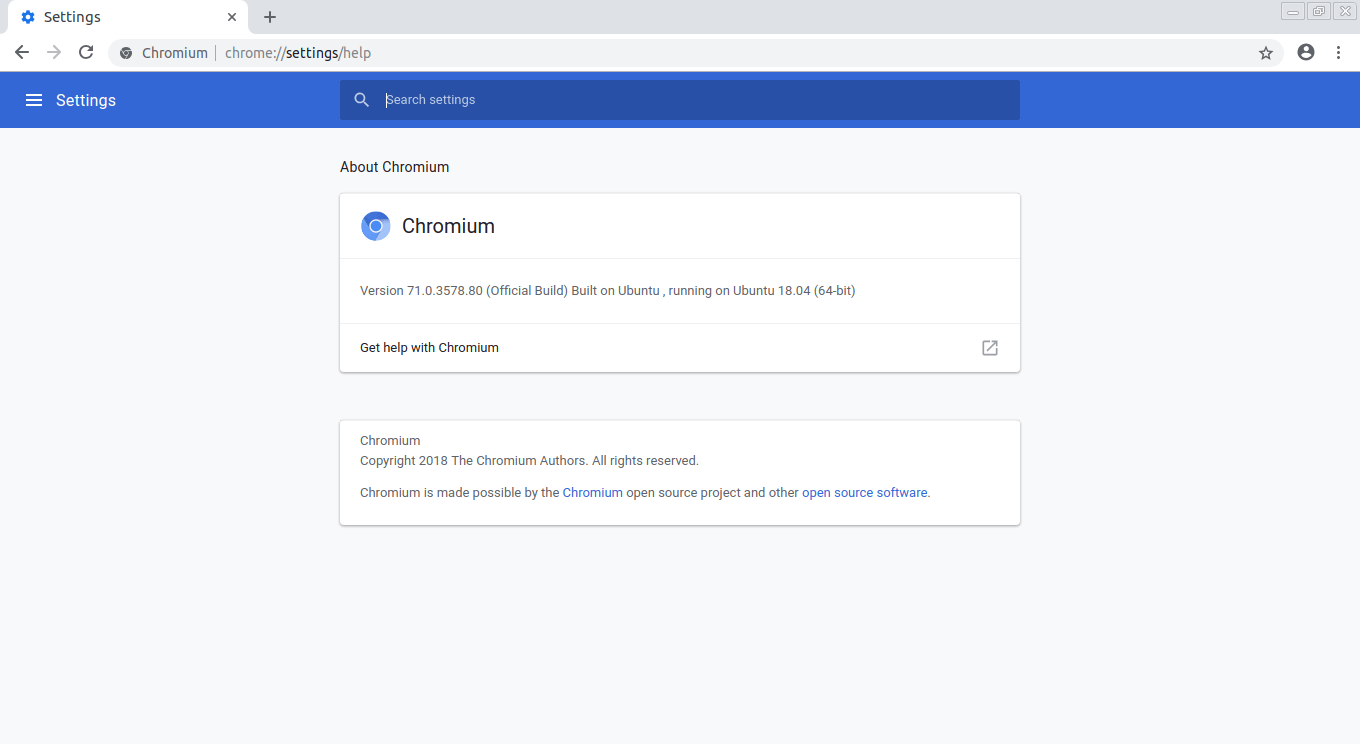 Settings
Chromium | chrome://settings/help
Settings
Search settings
About Chromium
Chromium
Version 71.0.3578.80 (Official Build) Built on Ubuntu , running on Ubuntu 18.04 (64-bit)
Get help with Chromium
Chromium
Copyright 2018 The Chromium Authors. All rights reserved.
Chromium is made possible by the Chromium open source project and other open source software.